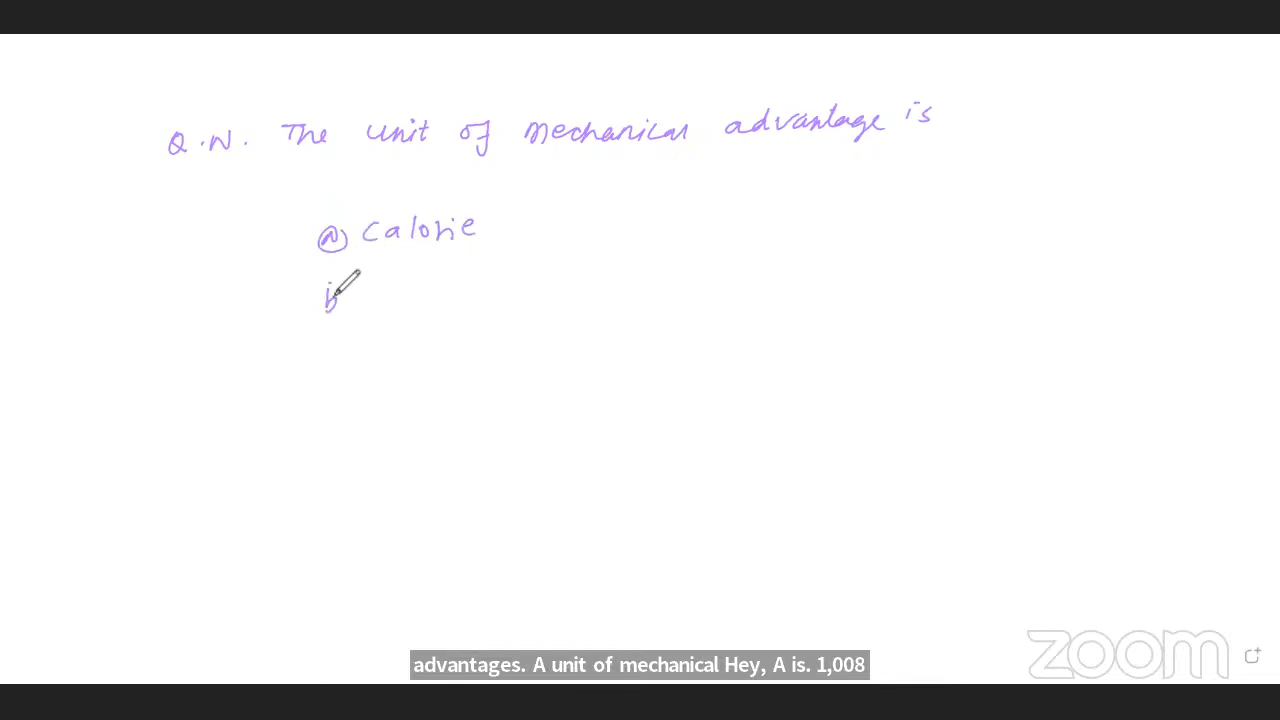 Q.N. The unit of mechanical advantage is
ⓐ calorie
b
advantages. A unit of mechanical Hey, A is. 1,008
zoom